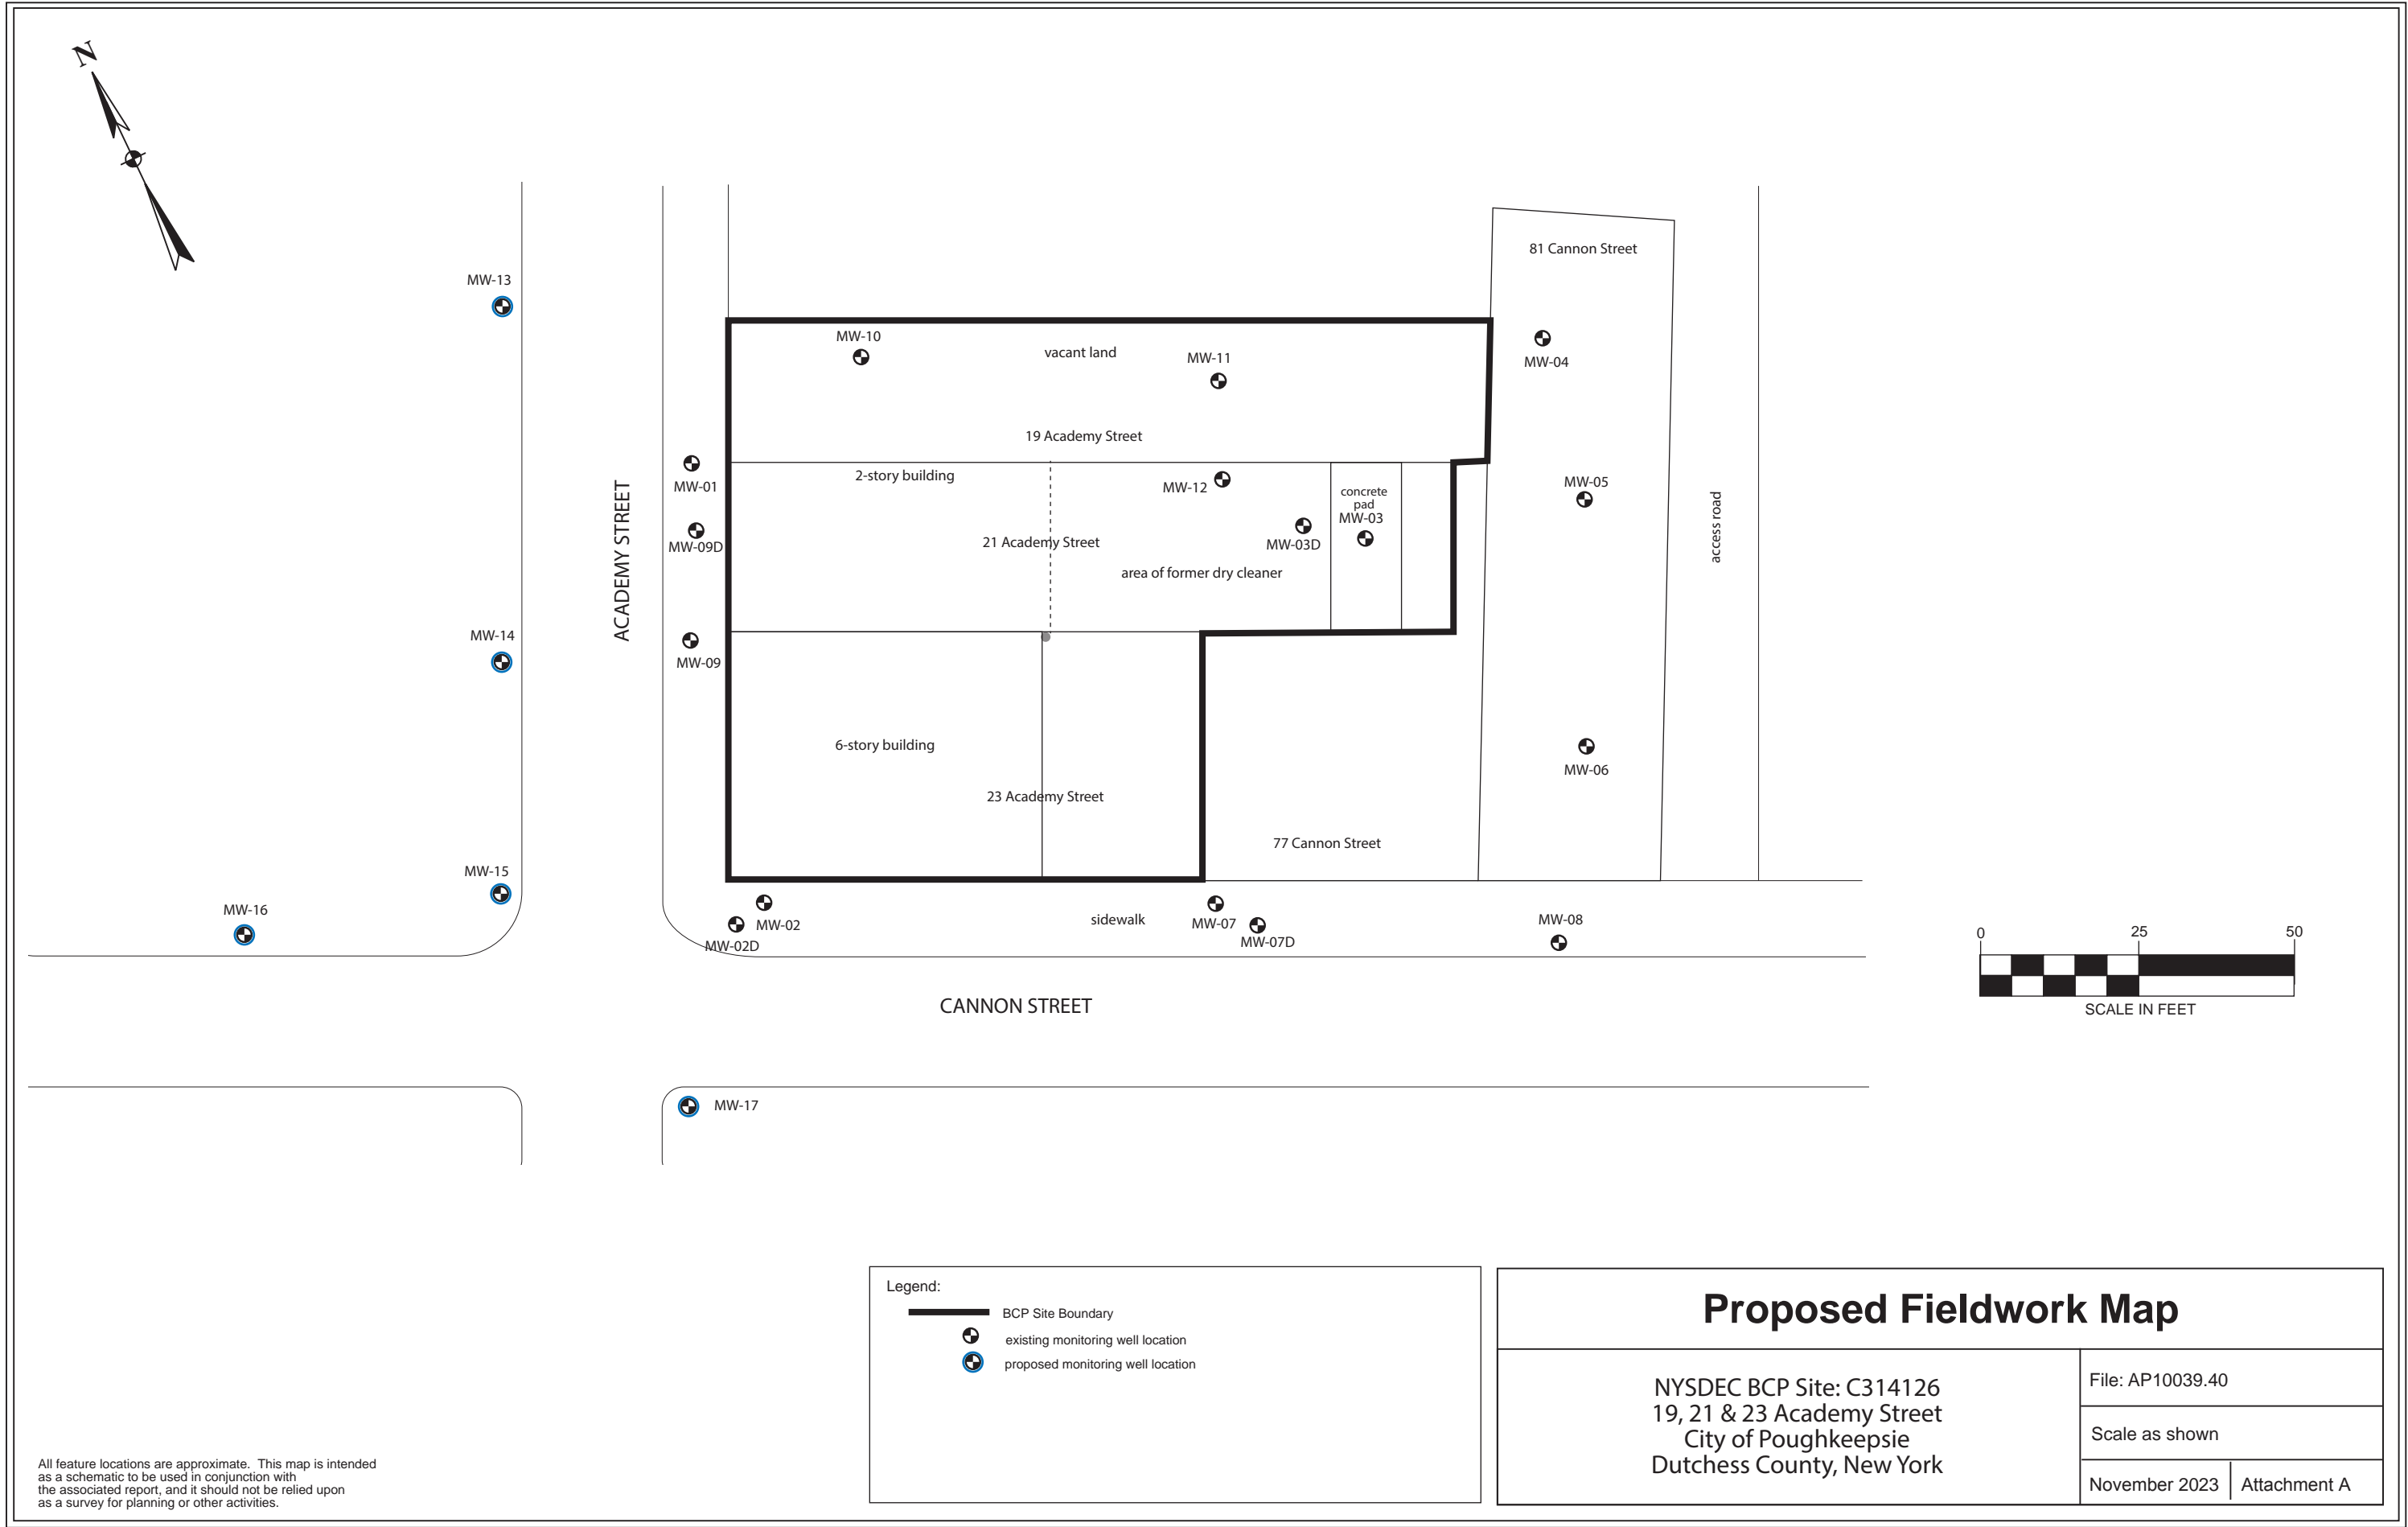 N
81 Cannon Street
MW-13
MW-10
vacant land
MW-11
MW-04
19 Academy Street
2-story building
MW-01
MW-12
concrete
pad
MW-03
MW-05
ACADEMY STREET
access road
MW-09D
21 Academy Street
MW-03D
area of former dry cleaner
MW-14
MW-09
6-story building
MW-06
23 Academy Street
77 Cannon Street
MW-15
MW-16
MW-02
MW-02D
sidewalk
MW-07
MW-07D
MW-08
0 25 50
SCALE IN FEET
CANNON STREET
MW-17
Legend:
BCP Site Boundary
existing monitoring well location
proposed monitoring well location
Proposed Fieldwork Map
NYSDEC BCP Site: C314126
19, 21 & 23 Academy Street
City of Poughkeepsie
Dutchess County, New York
File: AP10039.40
Scale as shown
November 2023
Attachment A
All feature locations are approximate. This map is intended
as a schematic to be used in conjunction with
the associated report, and it should not be relied upon
as a survey for planning or other activities.